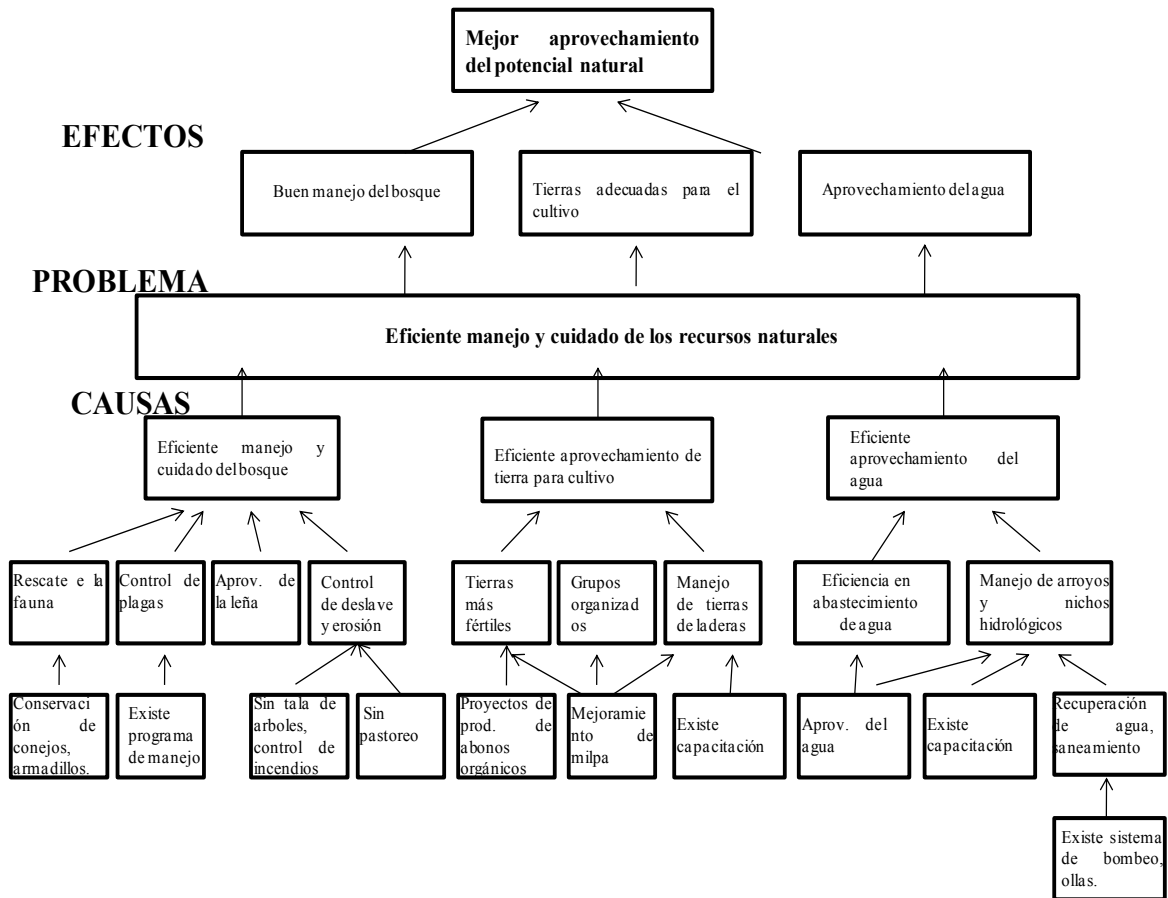 Mejor aprovechamiento
del potencial natural
EFECTOS
Buen manejo del bosque
Tierras adecuadas para el
cultivo
Aprovechamiento del agua
PROBLEMA
Eficiente manejo y cuidado de los recursos naturales
CAUSAS
Eficiente manejo y
cuidado del bosque
Eficiente aprovechamiento de
tierra para cultivo
Eficiente
aprovechamiento del
agua
Rescate e la
fauna
Control de
plagas
Aprov. de
la leña
Control
de deslave
y erosión
Tierras
más
fértiles
Grupos
organizad
os
Manejo
de tierras
de laderas
Eficiencia en
abastecimiento
de agua
Manejo de arroyos
y nichos
hidrológicos
Conservaci
ón de
conejos,
armadillos.
Existe
programa
de manejo
Sin tala de
arboles,
control de
incendios
Sin
pastoreo
Proyectos de
prod. de
abonos
orgánicos
Mejoramie
nto de
milpa
Existe
capacitación
Aprov. del
agua
Existe
capacitación
Recuperación
de agua,
saneamiento
Existe sistema
de bombeo,
ollas.